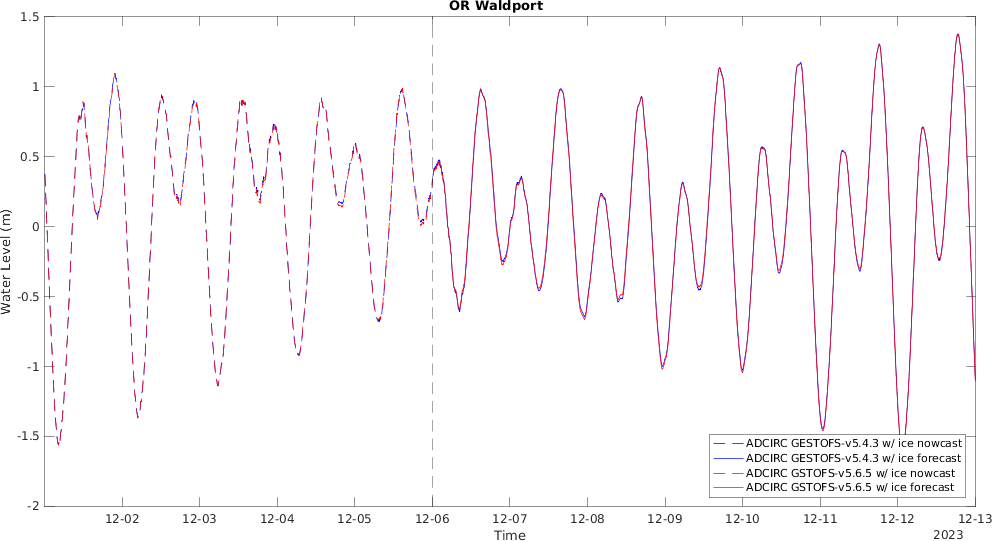 OR Waldport
1.5
1
0.5
0
-0.5
-1
-1.5
-2
Water Level (m)
12-02 12-03 12-04 12-05 12-06 12-07 12-08 12-09 12-10 12-11 12-12 12-13
Time
2023
ADCIRC GESTOFS-v5.4.3 w/ ice nowcast
ADCIRC GESTOFS-v5.4.3 w/ ice forecast
ADCIRC GSTOFS-v5.6.5 w/ ice nowcast
ADCIRC GSTOFS-v5.6.5 w/ ice forecast